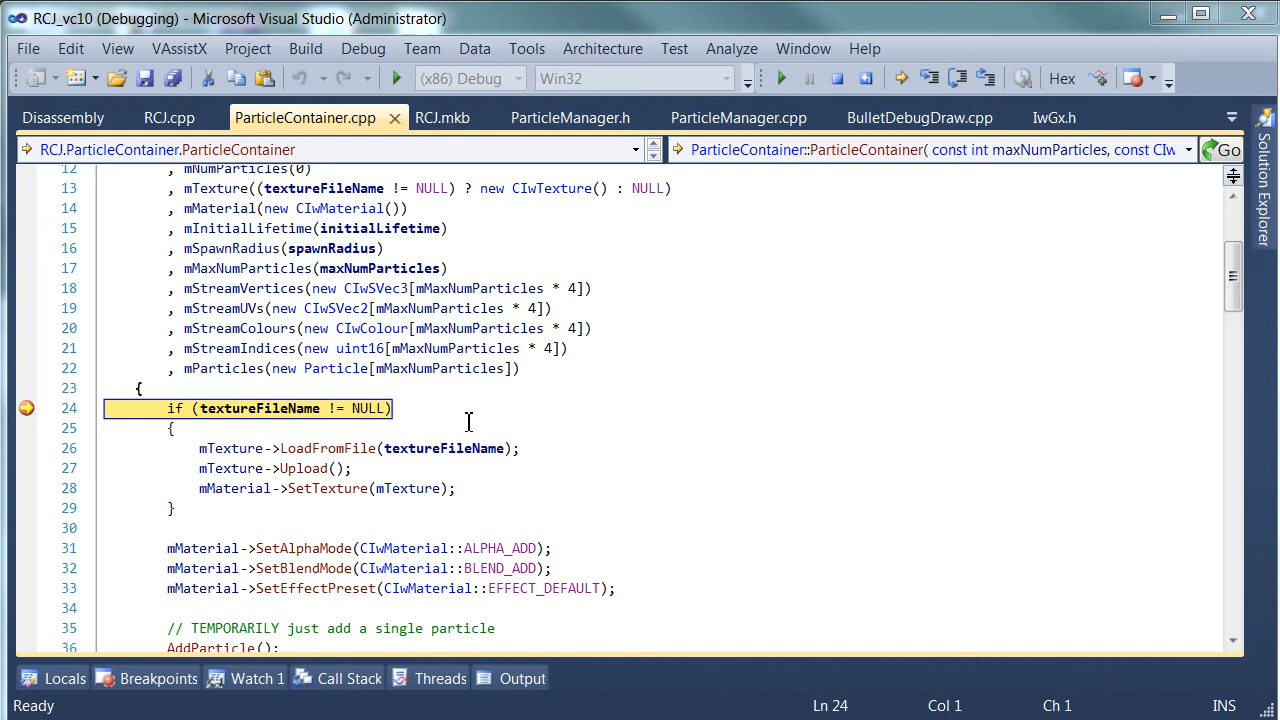 RCJ_vc10 (Debugging) - Microsoft Visual Studio (Administrator)
File Edit View VAssistX Project Build Debug Team Data Tools Architecture Test Analyze Window Help
(x86) Debug Win32 Hex
Disassembly RCJ.cpp ParticleContainer.cpp RCJ.mkb ParticleManager.h ParticleManager.cpp BulletDebugDraw.cpp IwGx.h
RCJ.ParticleContainer.ParticleContainer ParticleContainer::ParticleContainer( const int maxNumParticles, const CIw Go
Solution Explorer
12 , mNumParticles(0)
13 , mTexture((textureFileName != NULL) ? new CIwTexture() : NULL)
14 , mMaterial(new CIwMaterial())
15 , mInitialLifetime(initialLifetime)
16 , mSpawnRadius(spawnRadius)
17 , mMaxNumParticles(maxNumParticles)
18 , mStreamVertices(new CIwSVec3[mMaxNumParticles * 4])
19 , mStreamUVs(new CIwSVec2[mMaxNumParticles * 4])
20 , mStreamColours(new CIwColour[mMaxNumParticles * 4])
21 , mStreamIndices(new uint16[mMaxNumParticles * 4])
22 , mParticles(new Particle[mMaxNumParticles])
23 {
24 if (textureFileName != NULL)
25 {
26 mTexture->LoadFromFile(textureFileName);
27 mTexture->Upload();
28 mMaterial->SetTexture(mTexture);
29 }
30
31 mMaterial->SetAlphaMode(CIwMaterial::ALPHA_ADD);
32 mMaterial->SetBlendMode(CIwMaterial::BLEND_ADD);
33 mMaterial->SetEffectPreset(CIwMaterial::EFFECT_DEFAULT);
34
35 // TEMPORARILY just add a single particle
36 AddParticle();
Locals Breakpoints Watch 1 Call Stack Threads Output
Ready Ln 24 Col 1 Ch 1 INS